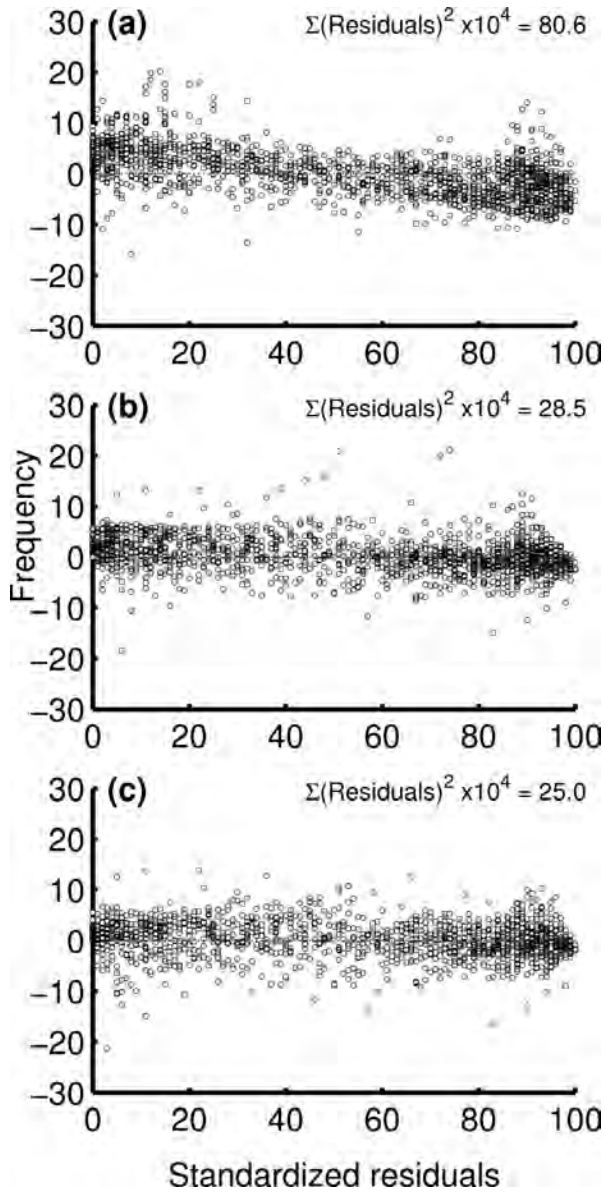 30
(a)
Σ(Residuals)² x10⁴ = 80.6
20
10
0
−10
−20
−30
0 20 40 60 80 100
30
(b)
Σ(Residuals)² x10⁴ = 28.5
20
10
0
−10
−20
−30
0 20 40 60 80 100
Frequency
30
(c)
Σ(Residuals)² x10⁴ = 25.0
20
10
0
−10
−20
−30
0 20 40 60 80 100
Standardized residuals